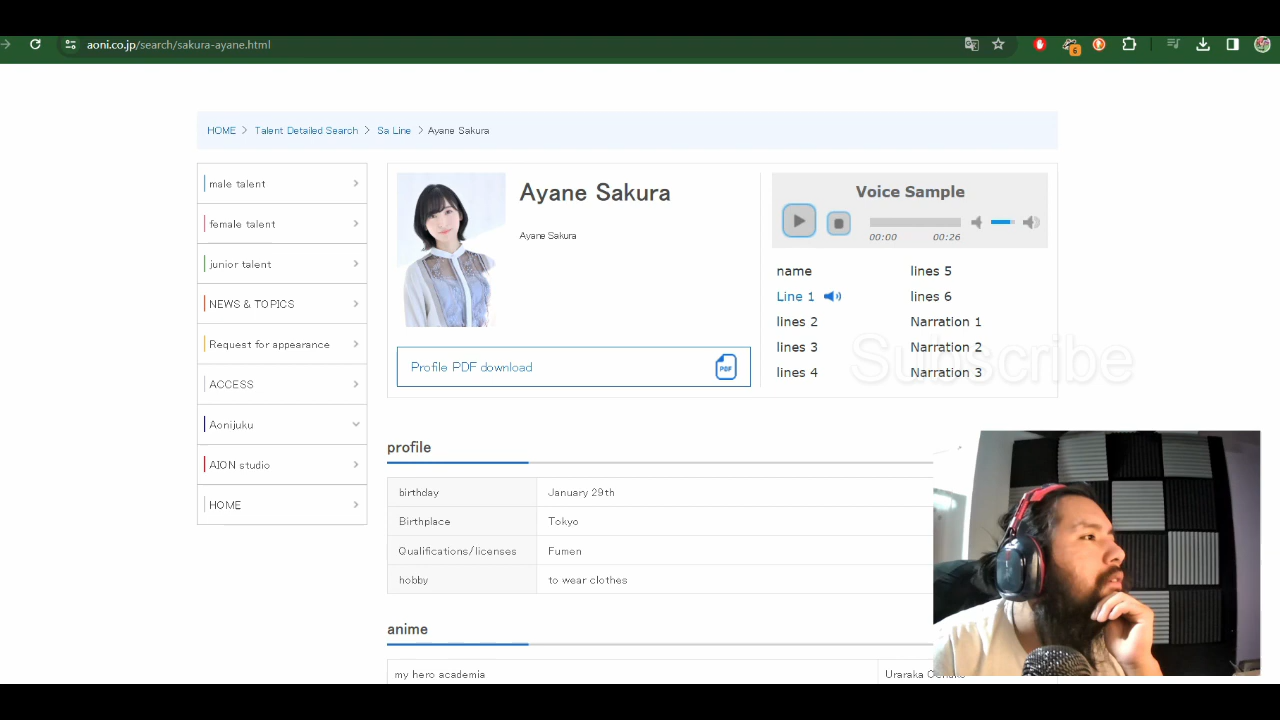 aoni.co.jp/search/sakura-ayane.html
6
HOME > Talent Detailed Search > Sa Line > Ayane Sakura
male talent
female talent
junior talent
NEWS & TOPICS
Request for appearance
ACCESS
Aonijuku
AION studio
HOME
Ayane Sakura
Ayane Sakura
Profile PDF download
PDF
Voice Sample
00:00 00:26
name lines 5
Line 1 lines 6
lines 2 Narration 1
lines 3 Narration 2
lines 4 Narration 3
Subscribe
profile
birthday January 29th
Birthplace Tokyo
Qualifications/licenses Fumen
hobby to wear clothes
anime
my hero academia Uraraka